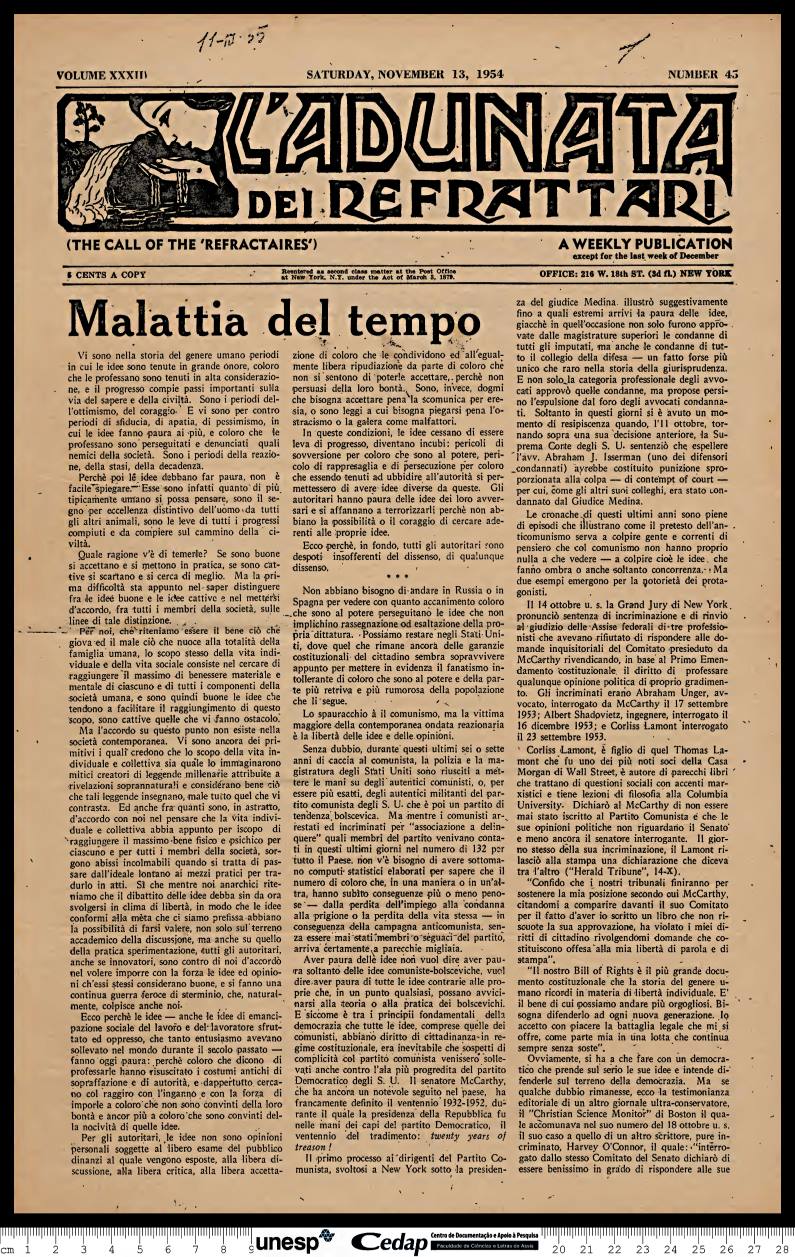 11-III-55
VOLUME XXXIII
SATURDAY, NOVEMBER 13, 1954
NUMBER 45
L'ADUNATA
DEI REFRATTARI
(THE CALL OF THE 'REFRACTAIRES')
A WEEKLY PUBLICATION
except for the last week of December
5 CENTS A COPY
Reentered as second class matter at the Post Office
at New York, N.Y. under the Act of March 3, 1879.
OFFICE: 216 W. 18th ST. (3d fl.) NEW YORK
Malattia del tempo
Vi sono nella storia del genere umano periodi
in cui le idee sono tenute in grande onore, coloro
che le professano sono tenuti in alta considerazio-
ne, e il progresso compie passi importanti sulla
via del sapere e della civiltà. Sono i periodi del-
l'ottimismo, del coraggio. E vi sono per contro
periodi di sfiducia, di apatia, di pessimismo, in
cui le idee fanno paura ai più, e coloro che le
professano sono perseguitati e denunciati quali
nemici della società. Sono i periodi della reazio-
ne, della stasi, della decadenza.
Perchè poi le idee debbano far paura, non è
facile spiegare. Esse sono infatti quanto di più
tipicamente umano si possa pensare, sono il se-
gno per eccellenza distintivo dell'uomo da tutti
gli altri animali, sono le leve di tutti i progressi
compiuti e da compiere sul cammino della ci-
viltà.
Quale ragione v'è di temerle? Se sono buone
si accettano e si mettono in pratica, se sono cat-
tive si scartano e si cerca di meglio. Ma la pri-
ma difficoltà sta appunto nel saper distinguere
fra le idee buone e le idee cattive e nel mettersi
d'accordo, fra tutti i membri della società, sulle
linee di tale distinzione.
Per noi, che riteniamo essere il bene ciò che
giova ed il male ciò che nuoce alla totalità della
famiglia umana, lo scopo stesso della vita indi-
viduale e della vita sociale consiste nel cercare di
raggiungere il massimo di benessere materiale e
mentale di ciascuno e di tutti i componenti della
società umana, e sono quindi buone le idee che
tendono a facilitare il raggiungimento di questo
scopo, sono cattive quelle che vi fanno ostacolo.
Ma l'accordo su questo punto non esiste nella
società contemporanea. Vi sono ancora dei pri-
mitivi i quali credono che lo scopo della vita in-
dividuale e collettiva sia quale lo immaginarono
mitici creatori di leggende millenarie attribuite a
rivelazioni soprannaturali e considerano bene ciò
che tali leggende insegnano, male tutto quel che vi
contrasta. Ed anche fra quanti sono, in astratto,
d'accordo con noi nel pensare che la vita indivi-
duale e collettiva abbia appunto per iscopo di
raggiungere il massimo bene fisico e psichico per
ciascuno e per tutti i membri della società, sor-
gono abissi incolmabili quando si tratta di pas-
sare dall'ideale lontano ai mezzi pratici per tra-
durlo in atti. Sì che mentre noi anarchici rite-
niamo che il dibattito delle idee debba sin da ora
svolgersi in clima di libertà, in modo che le idee
conformi alla mèta che ci siamo prefissa abbiano
la possibilità di farsi valere, non solo sul terreno
accademico della discussione, ma anche su quello
della pratica sperimentazione, tutti gli autoritari,
anche se innovatori, sono contro di noi d'accordo
nel volere imporre con la forza le idee ed opinio-
ni ch'essi stessi considerano buone, e si fanno una
continua guerra feroce di sterminio, che, natural-
mente, colpisce anche noi.
Ecco perchè le idee — anche le idee di emanci-
pazione sociale del lavoro e del lavoratore sfrut-
tato ed oppresso, che tanto entusiasmo avevano
sollevato nel mondo durante il secolo passato —
fanno oggi paura: perchè coloro che dicono di
professarle hanno risuscitato i costumi antichi di
sopraffazione e di autorità, e dappertutto cerca-
no col raggiro con l'inganno e con la forza di
imporle a coloro che non sono convinti della loro
bontà e ancor più a coloro che sono convinti del-
la nocività di quelle idee.
Per gli autoritari, le idee non sono opinioni
personali soggette al libero esame del pubblico
dinanzi al quale vengono esposte, alla libera di-
scussione, alla libera critica, alla libera accetta-
zione di coloro che le condividono ed all'egual-
mente libera ripudiazione da parte di coloro che
non si sentono di poterle accettare, perchè non
persuasi della loro bontà. Sono, invece, dogmi
che bisogna accettare pena la scomunica per ere-
sia, o sono leggi a cui bisogna piegarsi pena l'o-
stracismo o la galera come malfattori.
In queste condizioni, le idee cessano di essere
leva di progresso, diventano incubi: pericoli di
sovversione per coloro che sono al potere, peri-
colo di rappresaglia e di persecuzione per coloro
che essendo tenuti ad ubbidire all'autorità si per-
mettessero di avere idee diverse da queste. Gli
autoritari hanno paura delle idee dei loro avver-
sari e si affannano a terrorizzarli perchè non ab-
biano la possibilità o il coraggio di cercare ade-
renti alle proprie idee.
Ecco perchè, in fondo, tutti gli autoritari sono
despoti insofferenti del dissenso, di qualunque
dissenso.
* * *
Non abbiano bisogno di andare in Russia o in
Spagna per vedere con quanto accanimento coloro
che sono al potere perseguitano le idee che non
implichino rassegnazione od esaltazione della pro-
pria dittatura. Possiamo restare negli Stati Uni-
ti, dove quel che rimane ancora delle garanzie
costituzionali del cittadino sembra sopravvivere
appunto per mettere in evidenza il fanatismo in-
tollerante di coloro che sono al potere e della par-
te più retriva e più rumorosa della popolazione
che li segue.
Lo spauracchio è il comunismo, ma la vittima
maggiore della contemporanea ondata reazionaria
è la libertà delle idee e delle opinioni.
Senza dubbio, durante questi ultimi sei o sette
anni di caccia al comunista, la polizia e la ma-
gistratura degli Stati Uniti sono riusciti a met-
tere le mani su degli autentici comunisti, o, per
essere più esatti, degli autentici militanti del par-
tito comunista degli S. U. che è poi un partito di
tendenza bolscevica. Ma mentre i comunisti ar-
restati ed incriminati per "associazione a delin-
quere" quali membri del partito venivano conta-
ti in questi ultimi giorni nel numero di 132 per
tutto il Paese, non v'è bisogno di avere sottoma-
no computi statistici elaborati per sapere che il
numero di coloro che, in una maniera o in un'al-
tra, hanno subito conseguenze più o meno peno-
se — dalla perdita dell'impiego alla condanna
alla prigione o la perdita della vita stessa — in
conseguenza della campagna anticomunista, sen-
za essere mai stati membri o seguaci del partito,
arriva certamente a parecchie migliaia.
Aver paura delle idee non vuol dire aver pau-
ra soltanto delle idee comuniste-bolsceviche, vuol
dire aver paura di tutte le idee contrarie alle pro-
prie che, in un punto qualsiasi, possano avvici-
narsi alla teoria o alla pratica dei bolscevichi.
E siccome è tra i principii fondamentali della
democrazia che tutte le idee, comprese quelle dei
comunisti, abbiano diritto di cittadinanza in re-
gime costituzionale, era inevitabile che sospetti di
complicità col partito comunista venissero solle-
vati anche contro l'ala più progredita del partito
Democratico degli S. U. Il senatore McCarthy,
che ha ancora un notevole seguito nel paese, ha
francamente definito il ventennio 1932-1952, du-
rante il quale la presidenza della Repubblica fu
nelle mani dei capi del partito Democratico, il
ventennio del tradimento: twenty years of
treason!
Il primo processo ai dirigenti del Partito Co-
munista, svoltosi a New York sotto la presiden-
za del giudice Medina illustrò suggestivamente
fino a quali estremi arrivi la paura delle idee,
giacchè in quell'occasione non solo furono appro-
vate dalle magistrature superiori le condanne di
tutti gli imputati, ma anche le condanne di tut-
to il collegio della difesa — un fatto forse più
unico che raro nella storia della giurisprudenza.
E non solo la categoria professionale degli avvo-
cati approvò quelle condanne, ma propose persi-
no l'espulsione dal foro degli avvocati condanna-
ti. Soltanto in questi giorni si è avuto un mo-
mento di resipiscenza quando, l'11 ottobre, tor-
nando sopra una sua decisione anteriore, la Su-
prema Corte degli S. U. sentenziò che espellere
l'avv. Abraham J. Isserman (uno dei difensori
condannati) avrebbe costituito punizione spro-
porzionata alla colpa — di contempt of court —
per cui, come gli altri suoi colleghi, era stato con-
dannato dal Giudice Medina.
Le cronache di questi ultimi anni sono piene
di episodi che illustrano come il pretesto dell'an-
ticomunismo serva a colpire gente e correnti di
pensiero che col comunismo non hanno proprio
nulla a che vedere — a colpire cioè le idee che
fanno ombra o anche soltanto concorrenza. Ma
due esempi emergono per la notorietà dei prota-
gonisti.
Il 14 ottobre u. s. la Grand Jury di New York
pronunciò sentenza di incriminazione e di rinvio
al giudizio delle Assise federali di tre professio-
nisti che avevano rifiutato di rispondere alle do-
mande inquisitoriali del Comitato presieduto da
McCarthy rivendicando, in base al Primo Emen-
damento costituzionale il diritto di professare
qualunque opinione politica di proprio gradimen-
to. Gli incriminati erano Abraham Unger, av-
vocato, interrogato da McCarthy il 17 settembre
1953; Albert Shadovietz, ingegnere, interrogato il
16 dicembre 1953; e Corliss Lamont interrogato
il 23 settembre 1953.
Corliss Lamont, è figlio di quel Thomas La-
mont che fu uno dei più noti soci della Casa
Morgan di Wall Street, è autore di parecchi libri
che trattano di questioni sociali con accenti mar-
xistici e tiene lezioni di filosofia alla Columbia
University. Dichiarò al McCarthy di non essere
mai stato iscritto al Partito Comunista e che le
sue opinioni politiche non riguardano il Senato
e meno ancora il senatore interrogante. Il gior-
no stesso della sua incriminazione, il Lamont ri-
lasciò alla stampa una dichiarazione che diceva
tra l'altro ("Herald Tribune", 14-X).
"Confido che i nostri tribunali finiranno per
sostenere la mia posizione secondo cui McCarthy,
citandomi a comparire davanti il suo Comitato
per il fatto d'aver io scritto un libro che non ri-
scuote la sua approvazione, ha violato i miei di-
ritti di cittadino rivolgendomi domande che co-
stituiscono offesa alla mia libertà di parola e di
stampa".
"Il nostro Bill of Rights è il più grande docu-
mento costituzionale che la storia del genere u-
mano ricordi in materia di libertà individuale. E'
il bene di cui possiamo andare più orgogliosi. Bi-
sogna difenderlo ad ogni nuova generazione. Io
accetto con piacere la battaglia legale che mi si
offre, come parte mia in una lotta che continua
sempre senza soste".
Ovviamente, si ha a che fare con un democra-
tico che prende sul serio le sue idee e intende di-
fenderle sul terreno della democrazia. Ma se
qualche dubbio rimanesse, ecco la testimonianza
editoriale di un altro giornale ultra-conservatore,
il "Christian Science Monitor" di Boston il qua-
le accomunava nel suo numero del 18 ottobre u. s.
il suo caso a quello di un altro scrittore, pure in-
criminato, Harvey O'Connor, il quale: "interro-
gato dallo stesso Comitato del Senato dichiarò di
essere benissimo in grado di rispondere alle sue
cm 1 2 3 4 5 6 7 8 9 unesp Cedap Centro de Documentação e Apoio à Pesquisa
Faculdade de Ciências e Letras de Assis
20 21 22 23 24 25 26 27 28